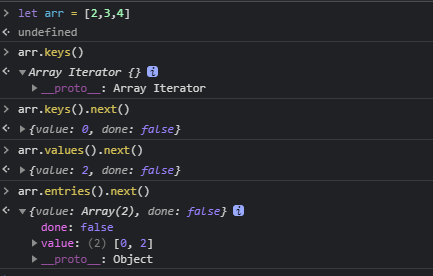 let arr = [2,3,4]
undefined
arr.keys()
Array Iterator {} i
__proto__: Array Iterator
arr.keys().next()
{value: 0, done: false}
arr.values().next()
{value: 2, done: false}
arr.entries().next()
{value: Array(2), done: false} i
done: false
value: (2) [0, 2]
__proto__: Object